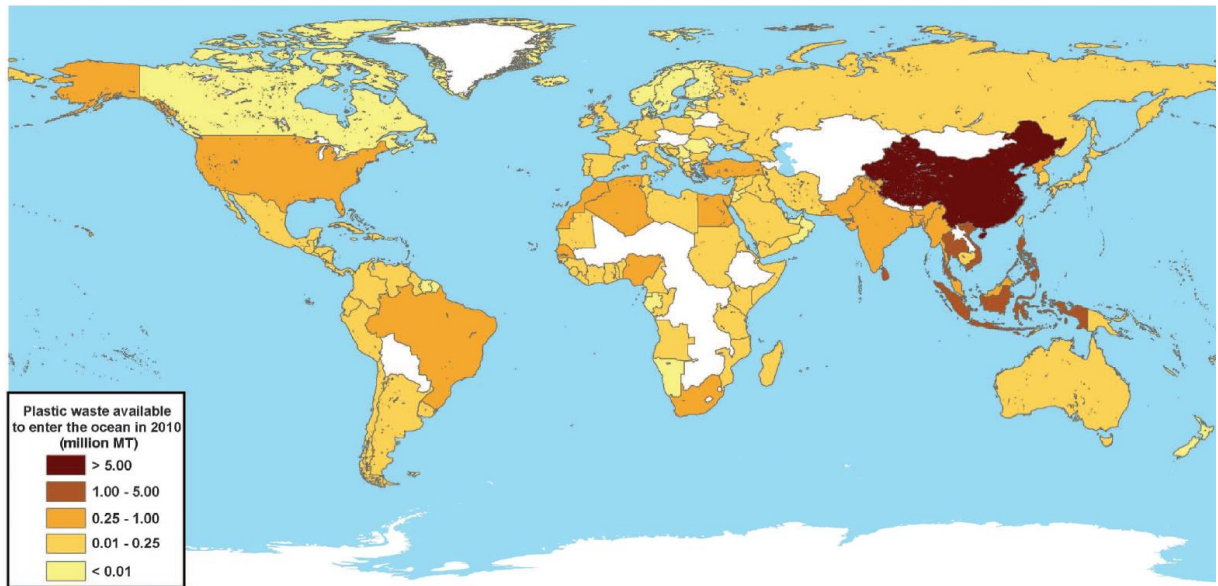 Plastic waste available
to enter the ocean in 2010
(million MT)
> 5.00
1.00 - 5.00
0.25 - 1.00
0.01 - 0.25
< 0.01